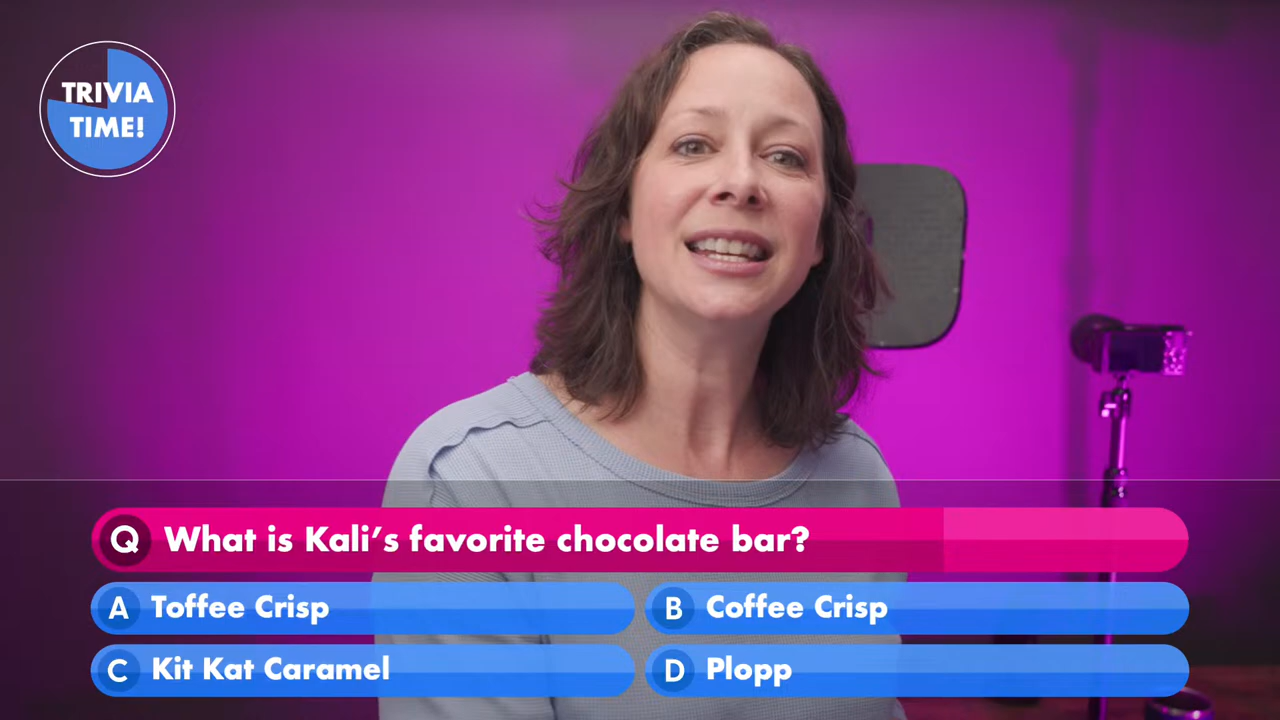 TRIVIA
TIME!
Q What is Kali's favorite chocolate bar?
A Toffee Crisp
B Coffee Crisp
C Kit Kat Caramel
D Plopp